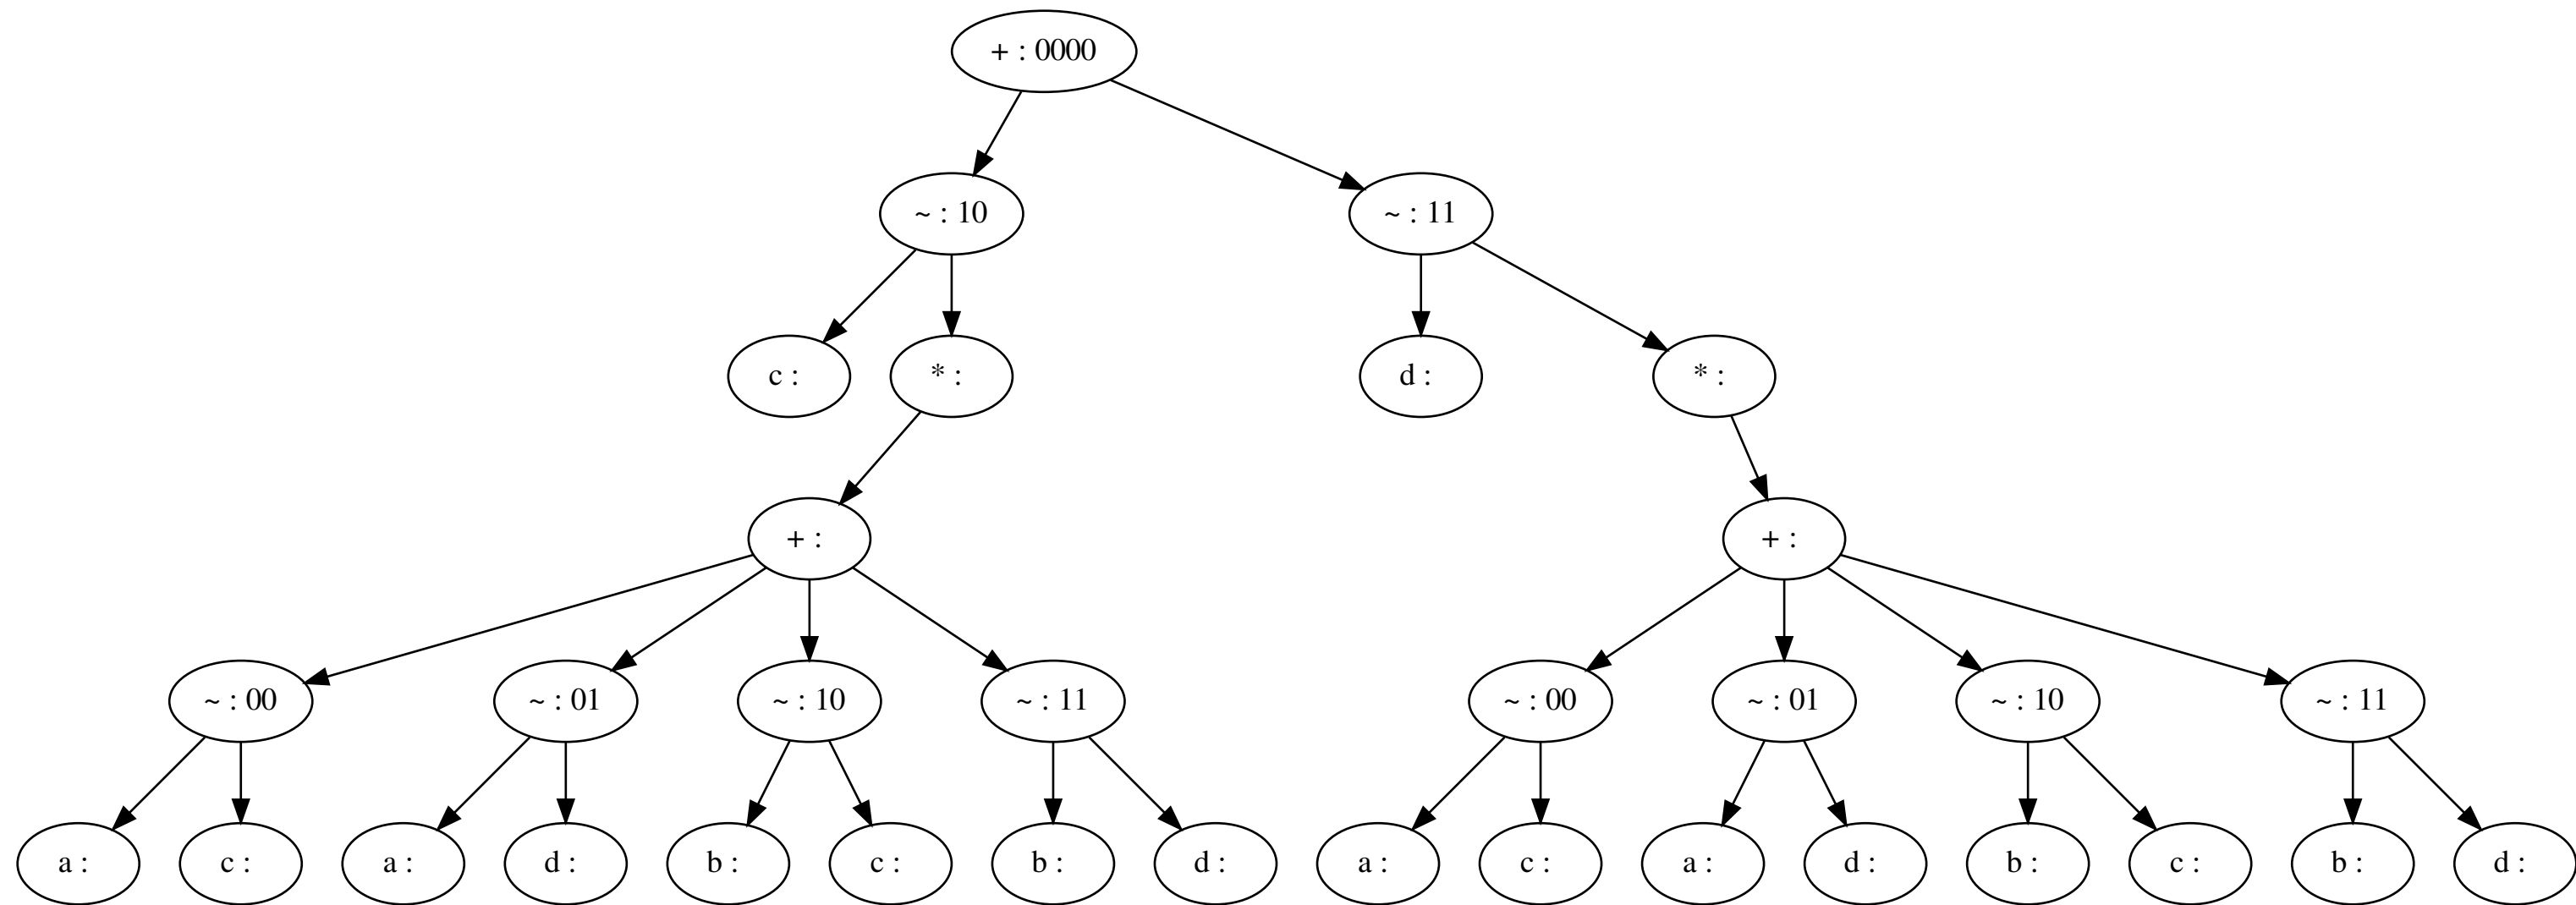 + : 0000
~ : 10
~ : 11
c :
* :
d :
* :
+ :
+ :
~ : 00
~ : 01
~ : 10
~ : 11
~ : 00
~ : 01
~ : 10
~ : 11
a :
c :
a :
d :
b :
c :
b :
d :
a :
c :
a :
d :
b :
c :
b :
d :